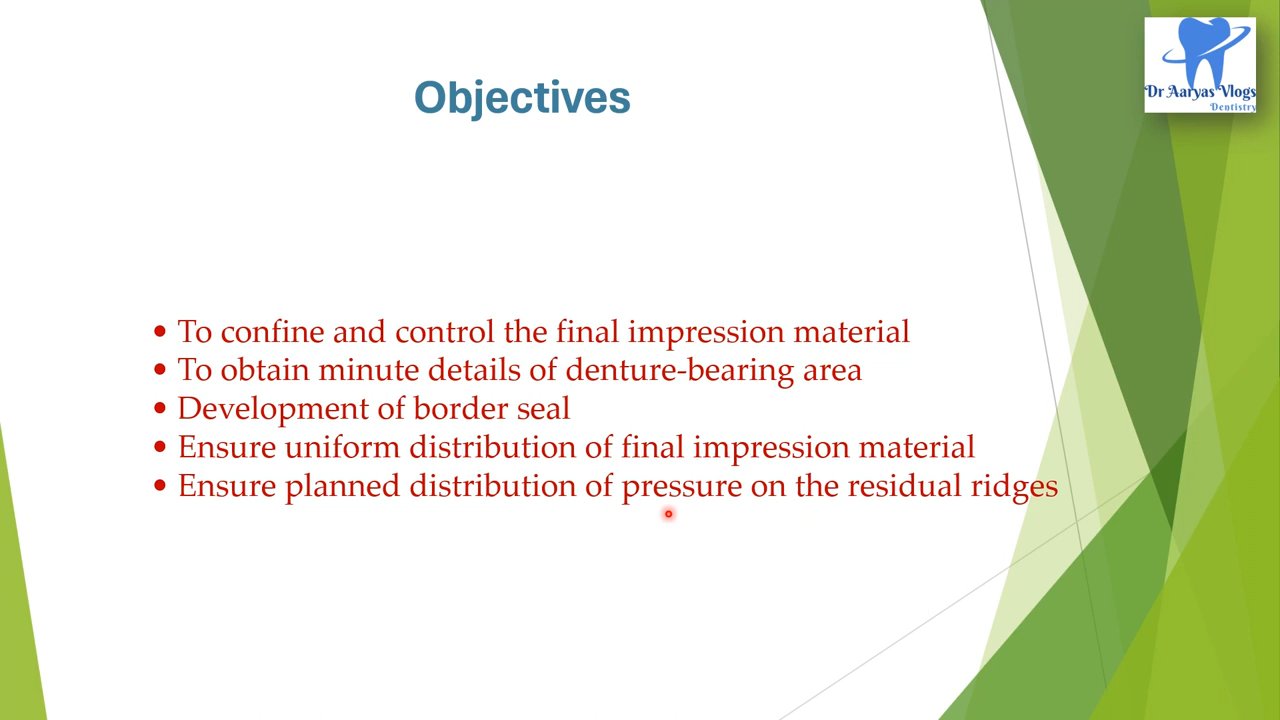 Dr Aaryas Vlogs
Dentistry
Objectives
• To confine and control the final impression material
• To obtain minute details of denture-bearing area
• Development of border seal
• Ensure uniform distribution of final impression material
• Ensure planned distribution of pressure on the residual ridges